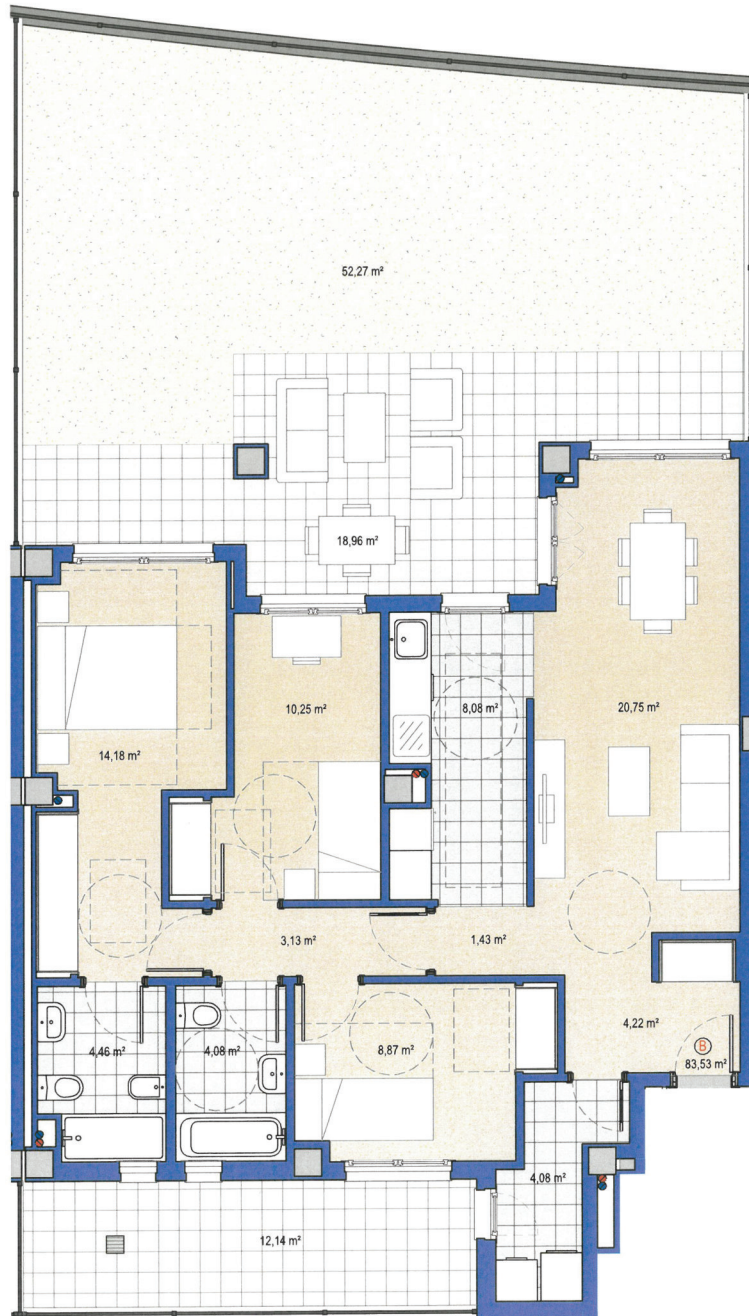 52,27 m²
18,96 m²
10,25 m²
8,08 m²
20,75 m²
14,18 m²
3,13 m²
1,43 m²
4,22 m²
4,46 m²
4,08 m²
8,87 m²
B
83,53 m²
4,08 m²
12,14 m²